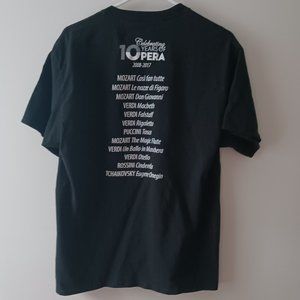 Celebrating
10 YEARS of
OPERA
2008-2017
MOZART Così fan tutte
MOZART Le nozze di Figaro
MOZART Don Giovanni
VERDI Macbeth
VERDI Falstaff
VERDI Rigoletto
PUCCINI Tosca
MOZART The Magic Flute
VERDI Un Ballo in Maschera
VERDI Otello
ROSSINI Cinderella
TCHAIKOVSKY Eugene Onegin